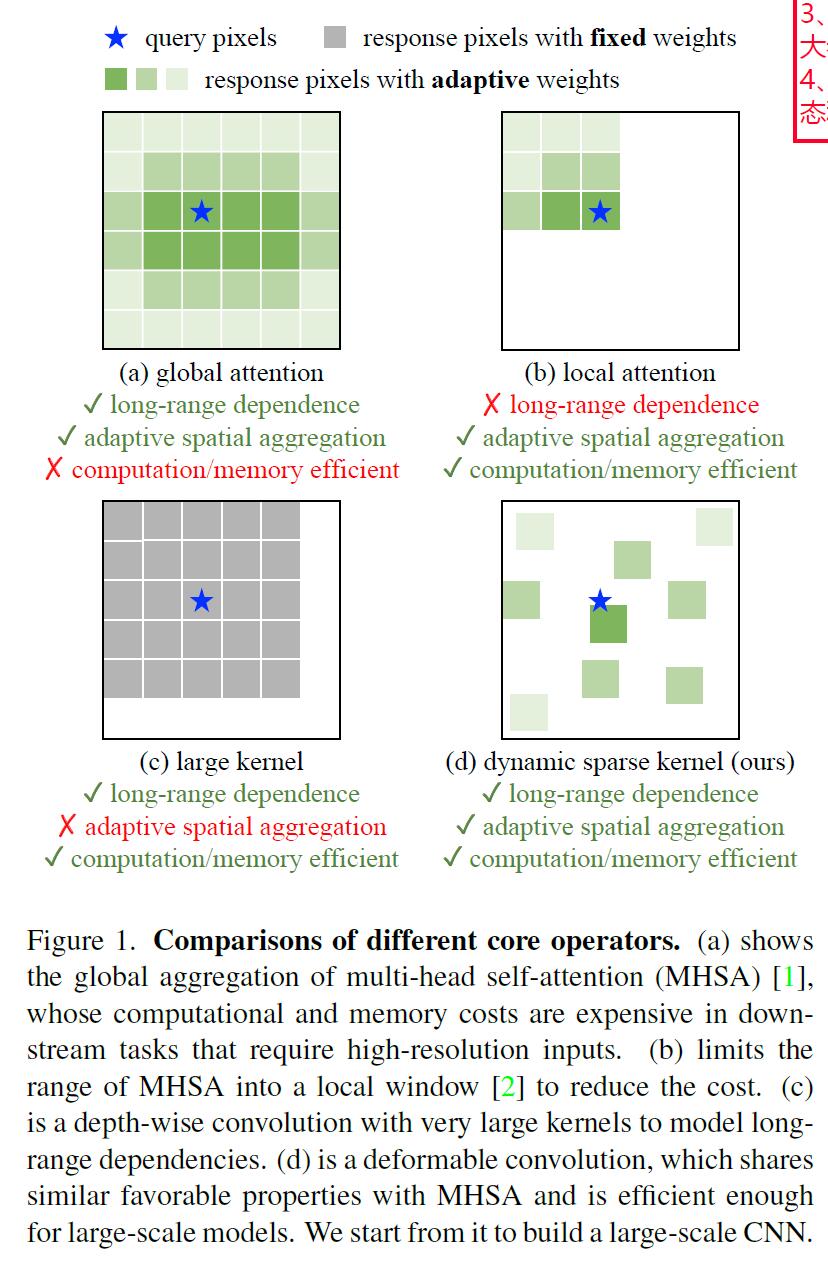 query pixels response pixels with fixed weights
response pixels with adaptive weights
3、
大
4、
态
(a) global attention
✓ long-range dependence
✓ adaptive spatial aggregation
✗ computation/memory efficient
(b) local attention
✗ long-range dependence
✓ adaptive spatial aggregation
✓ computation/memory efficient
(c) large kernel
✓ long-range dependence
✗ adaptive spatial aggregation
✓ computation/memory efficient
(d) dynamic sparse kernel (ours)
✓ long-range dependence
✓ adaptive spatial aggregation
✓ computation/memory efficient
Figure 1. Comparisons of different core operators. (a) shows
the global aggregation of multi-head self-attention (MHSA) [1],
whose computational and memory costs are expensive in down-
stream tasks that require high-resolution inputs. (b) limits the
range of MHSA into a local window [2] to reduce the cost. (c)
is a depth-wise convolution with very large kernels to model long-
range dependencies. (d) is a deformable convolution, which shares
similar favorable properties with MHSA and is efficient enough
for large-scale models. We start from it to build a large-scale CNN.